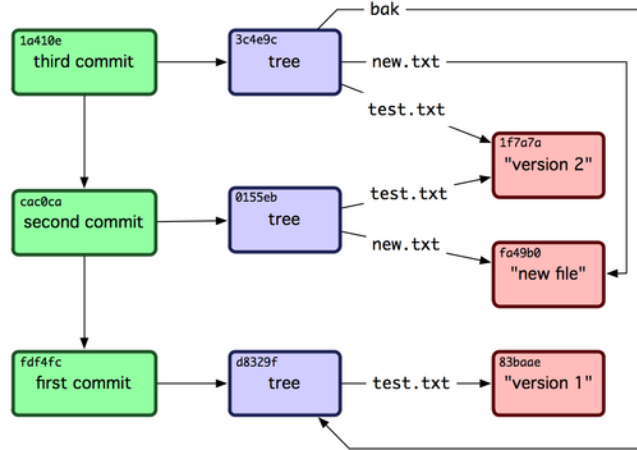 bak
1a410e
third commit
3c4e9c
tree
new.txt
test.txt
1f7a7a
"version 2"
cac0ca
second commit
0155eb
tree
test.txt
new.txt
fa49b0
"new file"
fdf4fc
first commit
d8329f
tree
test.txt
83baae
"version 1"